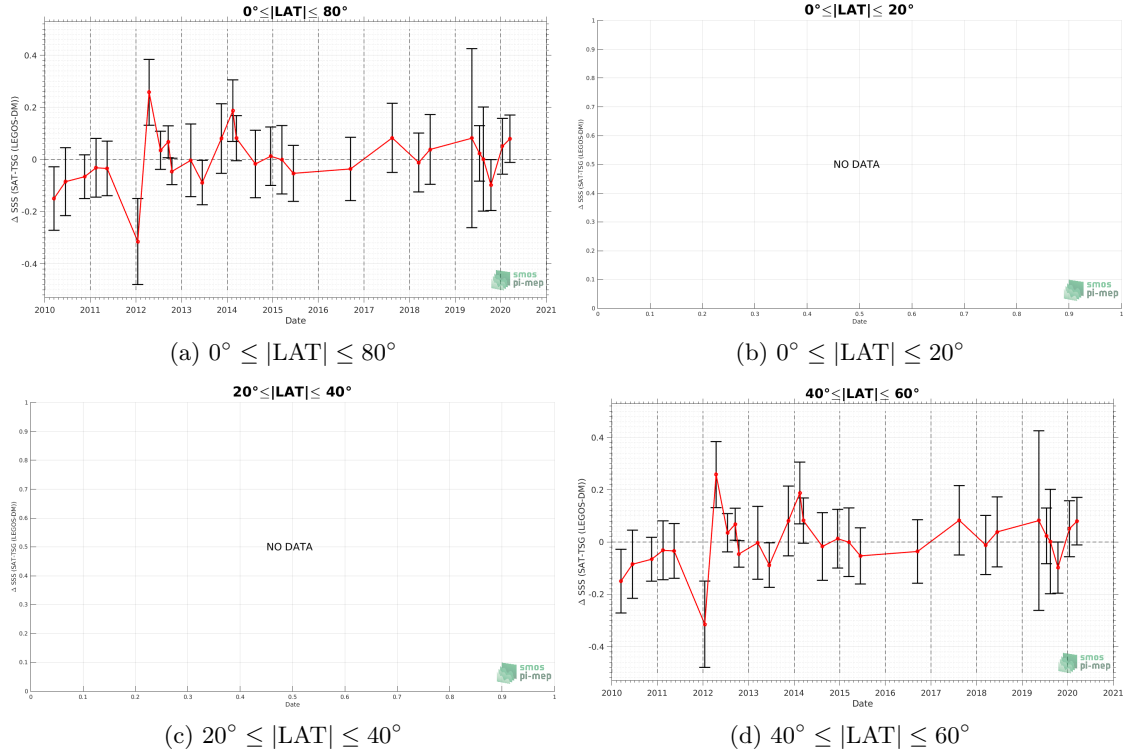 0°≤|LAT|≤ 80°
Δ SSS (SAT-TSG (LEGOS-DM))
0.4
0.2
0
-0.2
-0.4
2010 2011 2012 2013 2014 2015 2016 2017 2018 2019 2020 2021
Date
smos
pi-mep
(a) 0° ≤ |LAT| ≤ 80°
0°≤|LAT|≤ 20°
Δ SSS (SAT-TSG (LEGOS-DM))
1
0.9
0.8
0.7
0.6
0.5
0.4
0.3
0.2
0.1
0
NO DATA
0 0.1 0.2 0.3 0.4 0.5 0.6 0.7 0.8 0.9 1
Date
smos
pi-mep
(b) 0° ≤ |LAT| ≤ 20°
20°≤|LAT|≤ 40°
Δ SSS (SAT-TSG (LEGOS-DM))
1
0.9
0.8
0.7
0.6
0.5
0.4
0.3
0.2
0.1
0
NO DATA
0 0.1 0.2 0.3 0.4 0.5 0.6 0.7 0.8 0.9 1
Date
smos
pi-mep
(c) 20° ≤ |LAT| ≤ 40°
40°≤|LAT|≤ 60°
Δ SSS (SAT-TSG (LEGOS-DM))
0.4
0.2
0
-0.2
-0.4
2010 2011 2012 2013 2014 2015 2016 2017 2018 2019 2020 2021
Date
smos
pi-mep
(d) 40° ≤ |LAT| ≤ 60°